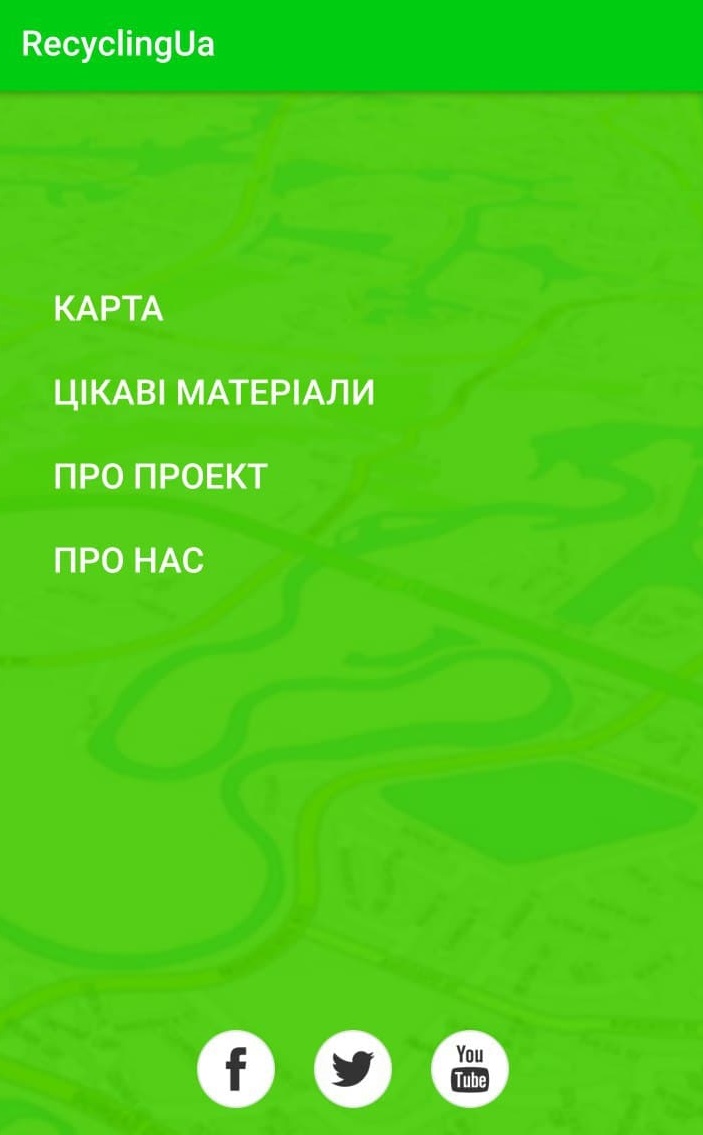 RecyclingUa
КАРТА
ЦІКАВІ МАТЕРІАЛИ
ПРО ПРОЕКТ
ПРО НАС
f
You
Tube